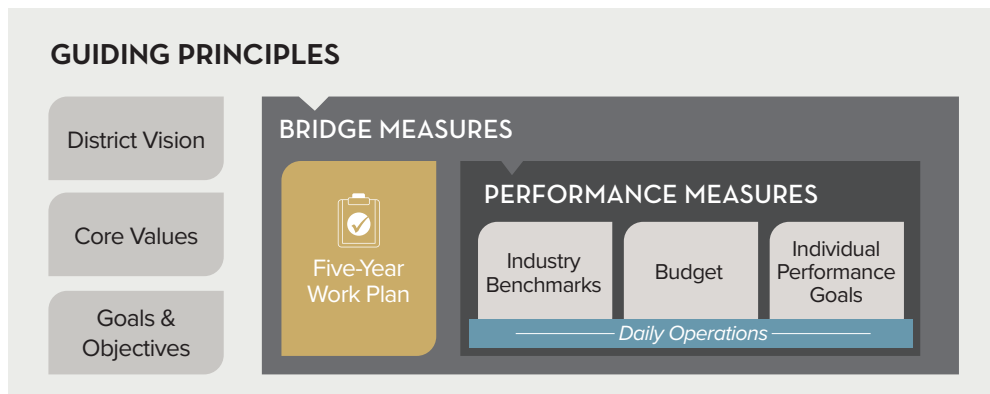 GUIDING PRINCIPLES
District Vision
Core Values
Goals &
Objectives
BRIDGE MEASURES
Five-Year
Work Plan
PERFORMANCE MEASURES
Industry
Benchmarks
Budget
Individual
Performance
Goals
Daily Operations